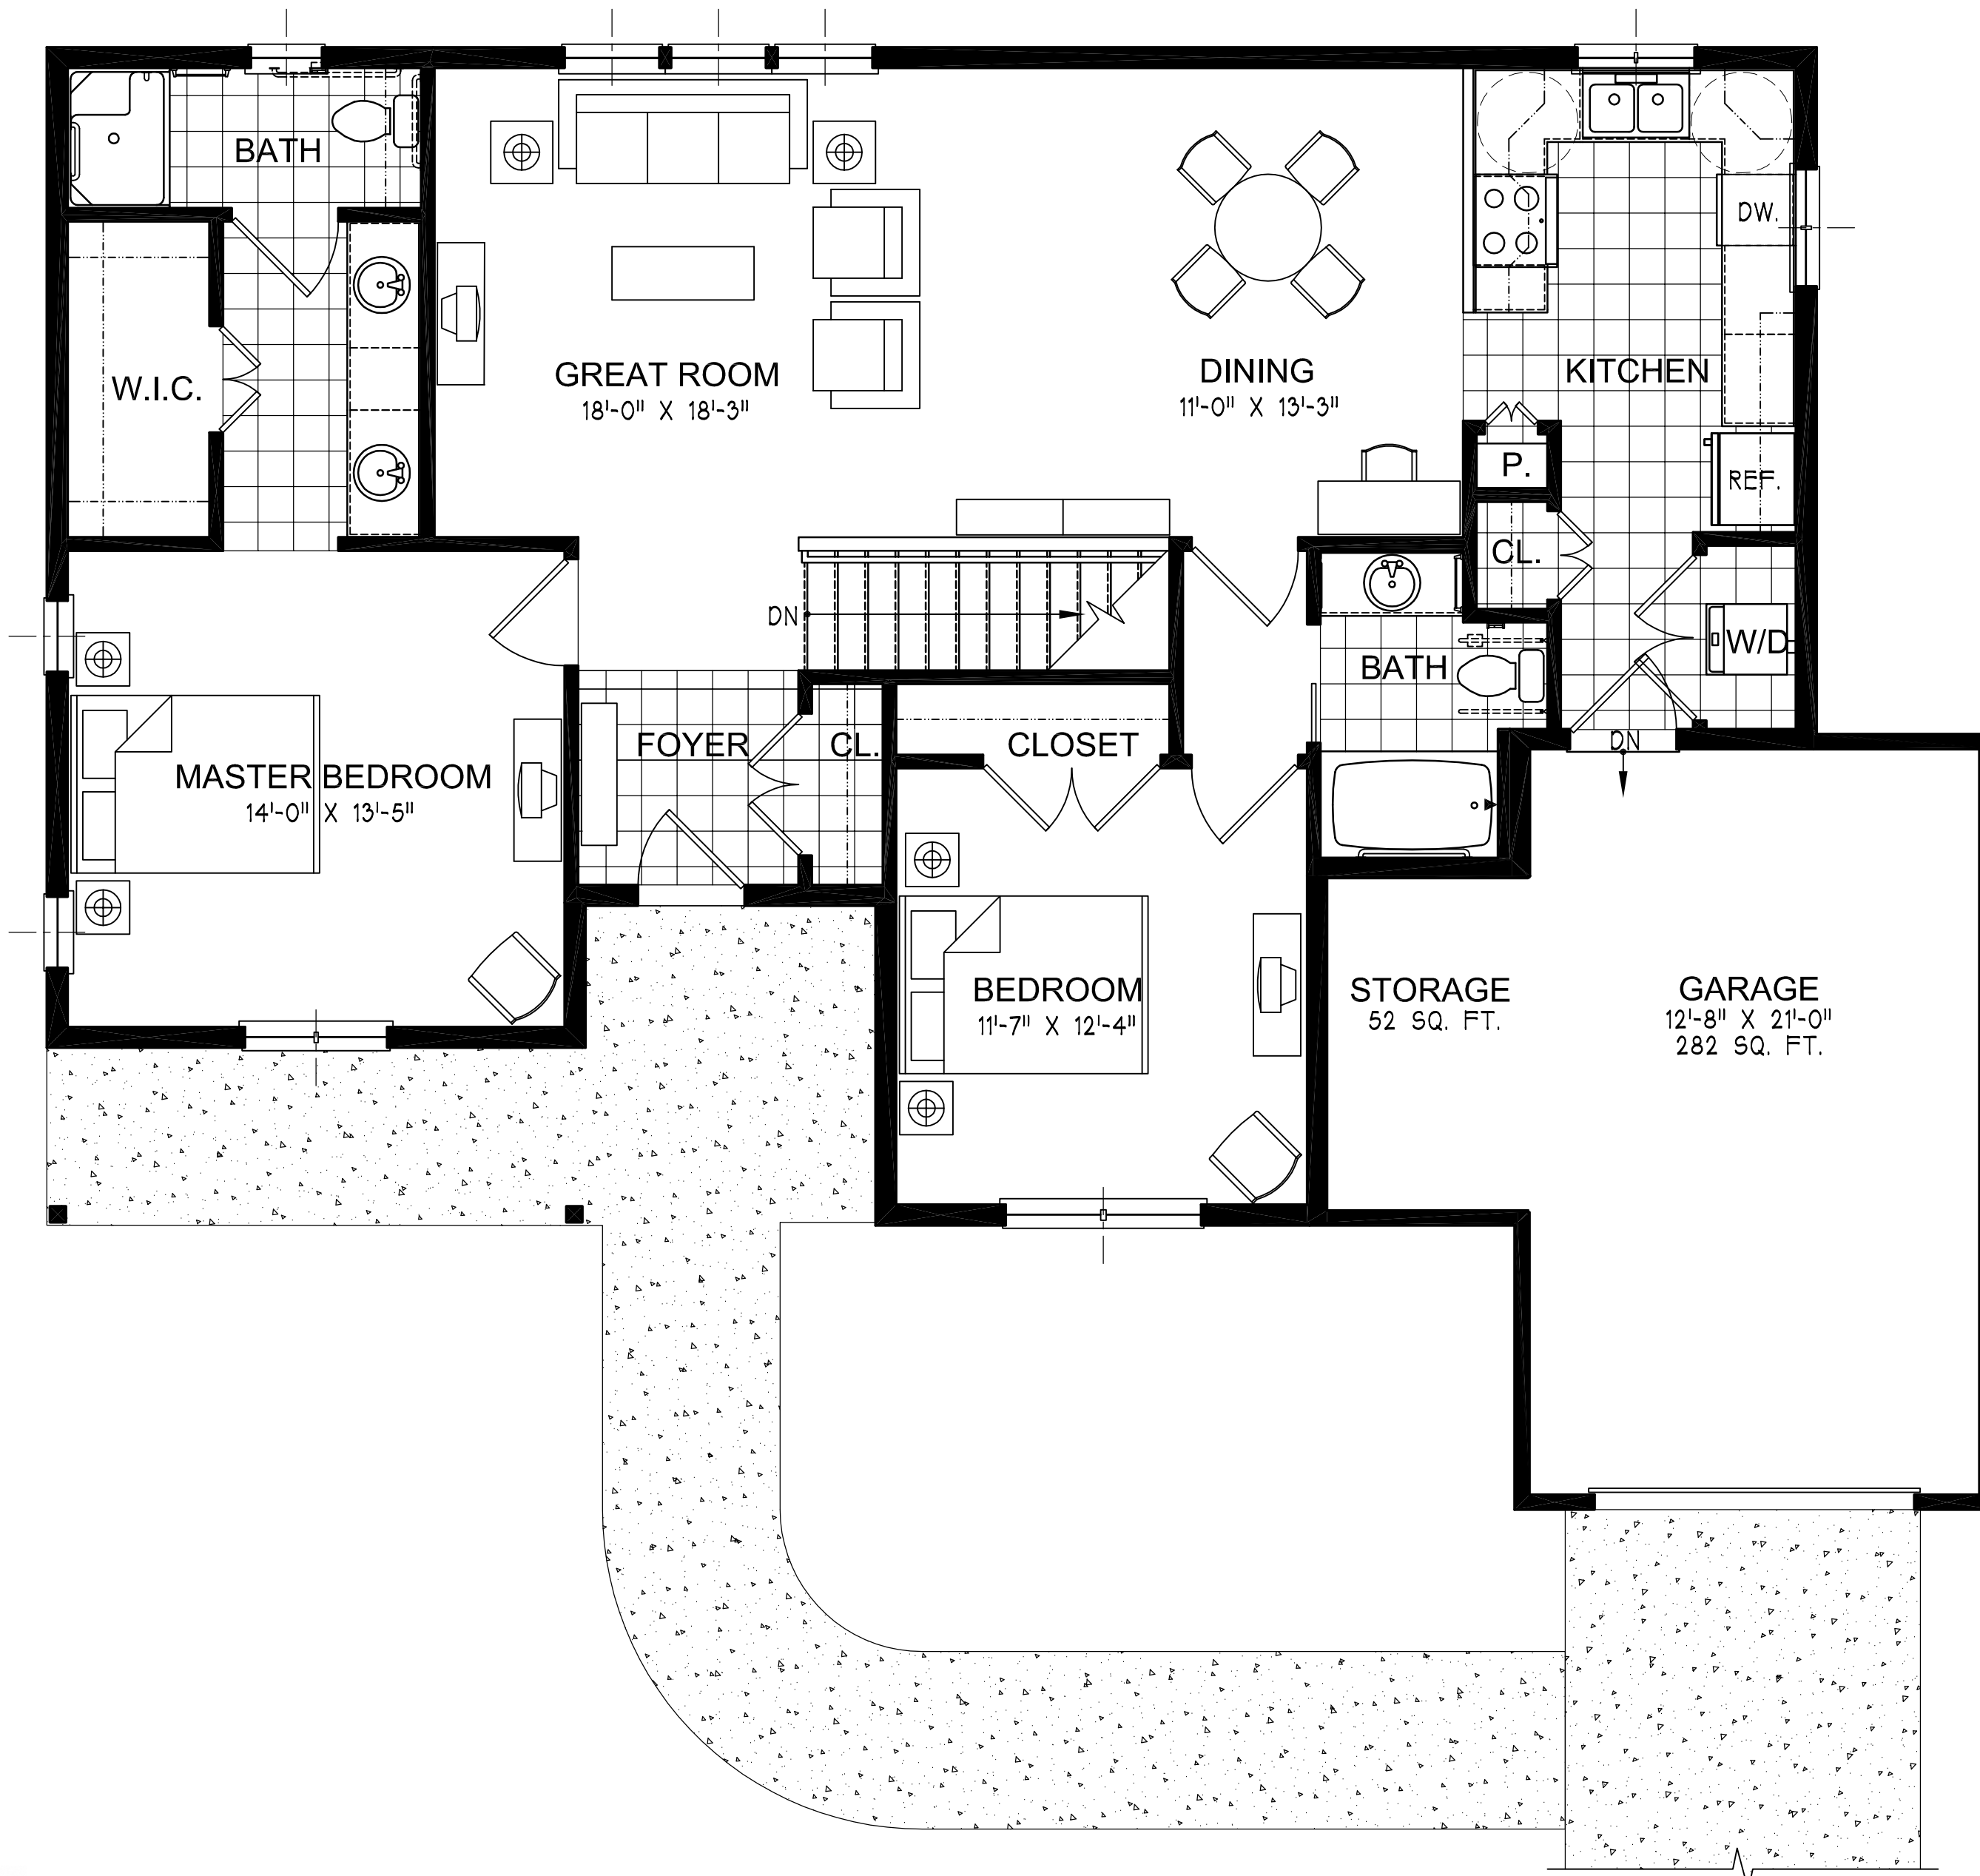 BATH
DW.
W.I.C.
GREAT ROOM
18'-0" X 18'-3"
DINING
11'-0" X 13'-3"
KITCHEN
P.
REF.
CL.
DN
W/D
BATH
FOYER
CL.
CLOSET
DN
MASTER BEDROOM
14'-0" X 13'-5"
BEDROOM
11'-7" X 12'-4"
STORAGE
52 SQ. FT.
GARAGE
12'-8" X 21'-0"
282 SQ. FT.